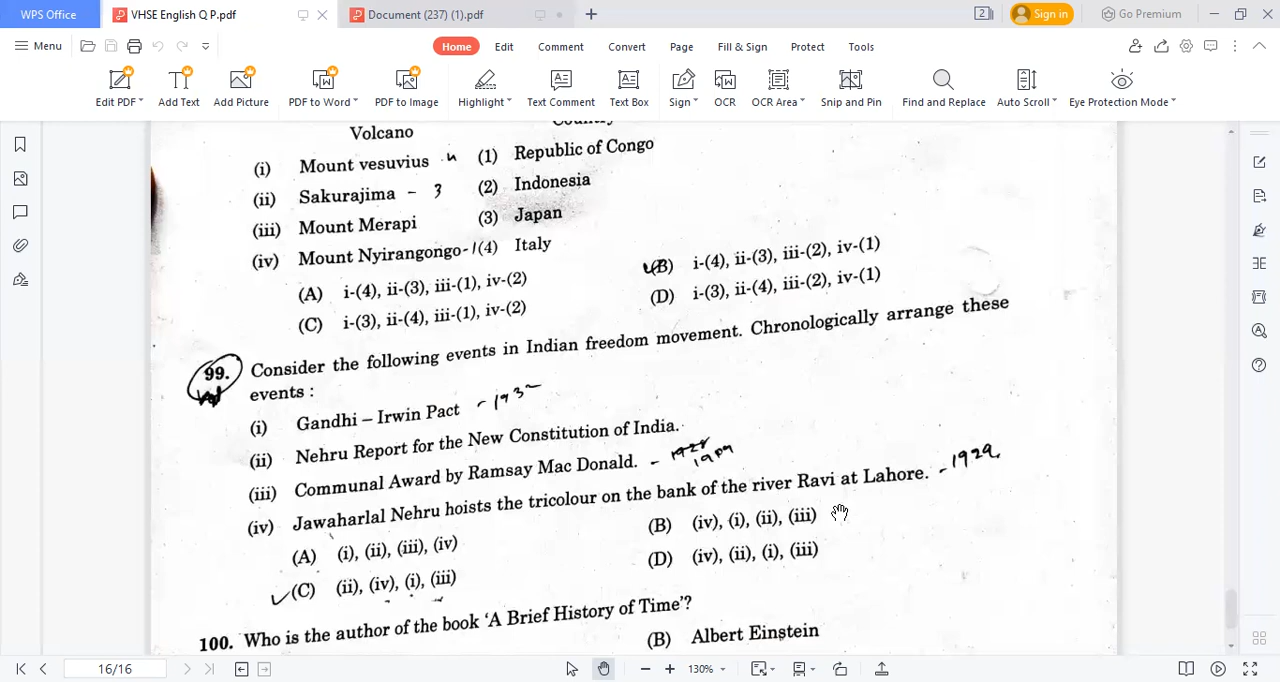 WPS Office
VHSE English Q P.pdf
Document (237) (1).pdf
Sign in
Go Premium
Menu
Home Edit Comment Convert Page Fill & Sign Protect Tools
Edit PDF Add Text Add Picture PDF to Word PDF to Image Highlight Text Comment Text Box Sign OCR OCR Area Snip and Pin Find and Replace Auto Scroll Eye Protection Mode
Volcano Country
(i) Mount vesuvius (1) Republic of Congo
(ii) Sakurajima - 3 (2) Indonesia
(iii) Mount Merapi (3) Japan
(iv) Mount Nyirangongo -1 (4) Italy
(A) i-(4), ii-(3), iii-(1), iv-(2) (B) i-(4), ii-(3), iii-(2), iv-(1)
(C) i-(3), ii-(4), iii-(1), iv-(2) (D) i-(3), ii-(4), iii-(2), iv-(1)
99. Consider the following events in Indian freedom movement. Chronologically arrange these
events :
(i) Gandhi – Irwin Pact - 1932
(ii) Nehru Report for the New Constitution of India.
(iii) Communal Award by Ramsay Mac Donald. - 1928
1909
(iv) Jawaharlal Nehru hoists the tricolour on the bank of the river Ravi at Lahore. - 1929
(A) (i), (ii), (iii), (iv) (B) (iv), (i), (ii), (iii)
(C) (ii), (iv), (i), (iii) (D) (iv), (ii), (i), (iii)
100. Who is the author of the book ‘A Brief History of Time’?
(B) Albert Einstein
16/16
130%